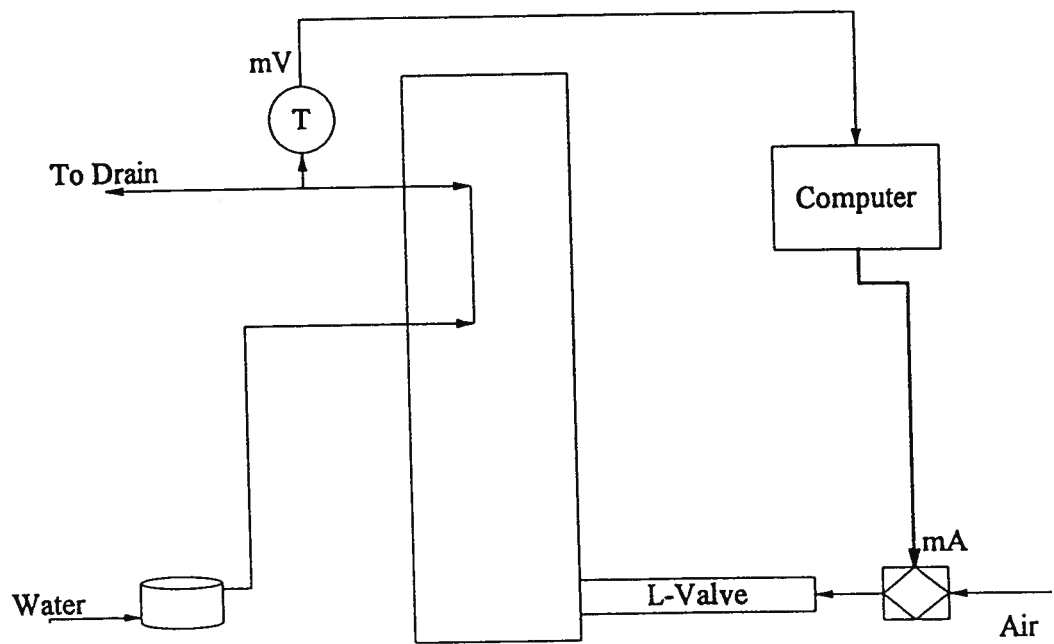 mV
T
To Drain
Computer
mA
L-Valve
Water
Air